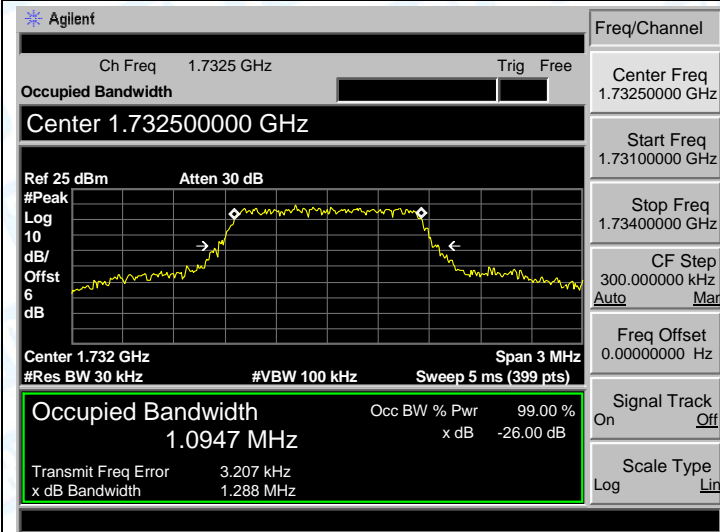 Agilent
Freq/Channel
Ch Freq 1.7325 GHz Trig Free
Occupied Bandwidth
Center 1.732500000 GHz
Ref 25 dBm Atten 30 dB
#Peak
Log
10
dB/
Offst
6
dB
Center 1.732 GHz Span 3 MHz
#Res BW 30 kHz #VBW 100 kHz Sweep 5 ms (399 pts)
Occupied Bandwidth
1.0947 MHz
Occ BW % Pwr 99.00 %
x dB -26.00 dB
Transmit Freq Error 3.207 kHz
x dB Bandwidth 1.288 MHz
Center Freq
1.73250000 GHz
Start Freq
1.73100000 GHz
Stop Freq
1.73400000 GHz
CF Step
300.000000 kHz
Auto Man
Freq Offset
0.00000000 Hz
Signal Track
On Off
Scale Type
Log Lin